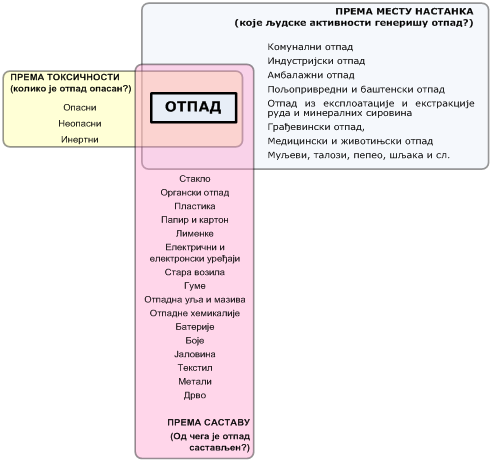 ПРЕМА МЕСТУ НАСТАНКА
(које људске активности генеришу отпад?)
Комунални отпад
Индустријски отпад
Амбалажни отпад
Пољопривредни и баштенски отпад
Отпад из експлоатације и екстракције
руда и минералних сировина
Грађевински отпад,
Медицински и животињски отпад
Муљеви, талози, пепео, шљака и сл.
ПРЕМА ТОКСИЧНОСТИ
(колико је отпад опасан?)
Опасни
Неопасни
Инертни
ОТПАД
Стакло
Органски отпад
Пластика
Папир и картон
Лименке
Електрични и
електронски уређаји
Стара возила
Гуме
Отпадна уља и мазива
Отпадне хемикалије
Батерије
Боје
Јаловина
Текстил
Метали
Дрво
ПРЕМА САСТАВУ
(Од чега је отпад
састављен?)